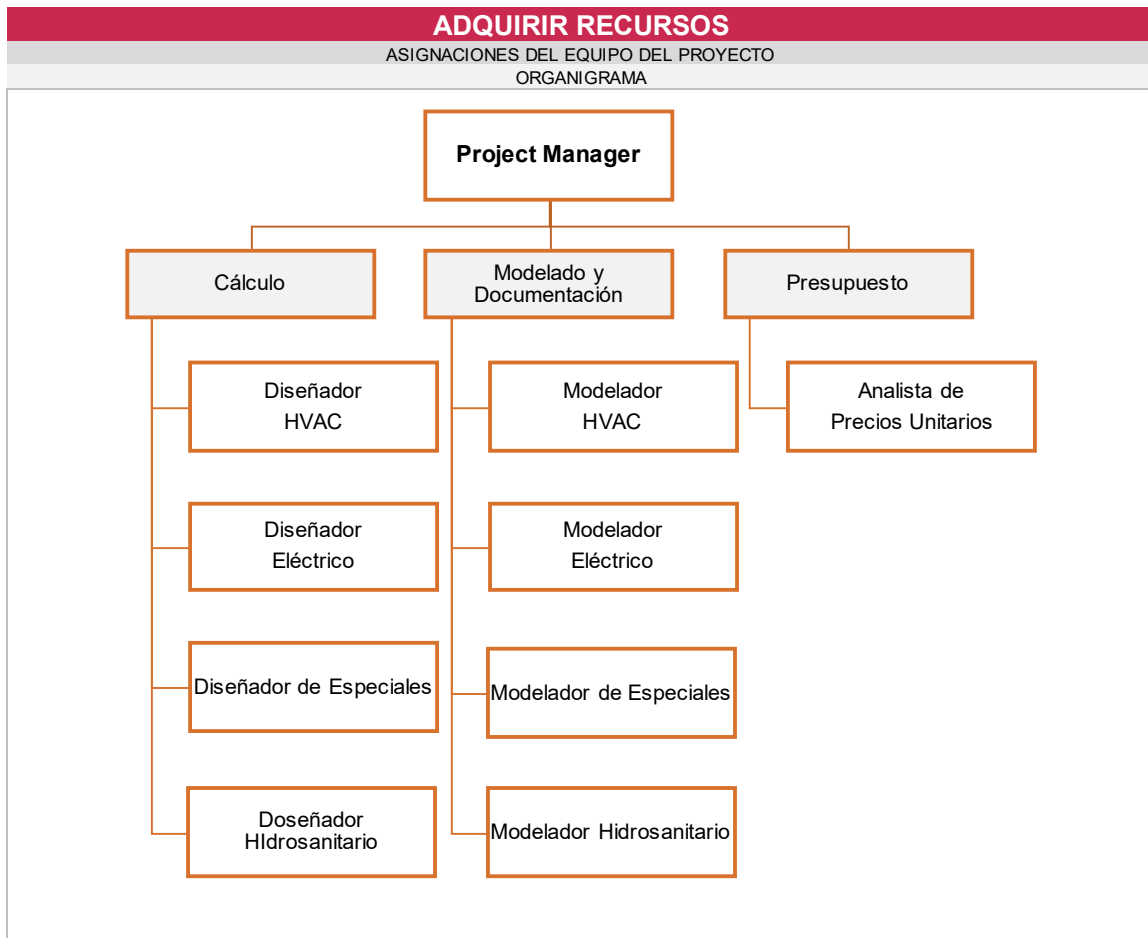 ADQUIRIR RECURSOS
ASIGNACIONES DEL EQUIPO DEL PROYECTO
ORGANIGRAMA
Project Manager
Cálculo
Modelado y
Documentación
Presupuesto
Diseñador
HVAC
Modelador
HVAC
Analista de
Precios Unitarios
Diseñador
Eléctrico
Modelador
Eléctrico
Diseñador de Especiales
Modelador de Especiales
Doseñador
HIdrosanitario
Modelador Hidrosanitario